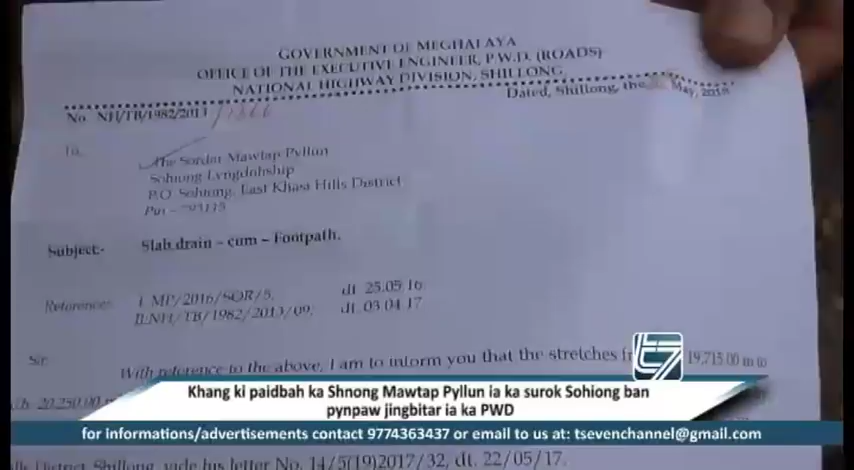 GOVERNMENT OF MEGHALAYA
OFFICE OF THE EXECUTIVE ENGINEER, P.W.D. (ROADS)
NATIONAL HIGHWAY DIVISION, SHILLONG
No. NH/TB/1982/2013/
Dated, Shillong, the May, 2018
To,
The Sordar Mawtap Pyllun
Sohiong Lyngdohship
P.O. Sohiong, East Khasi Hills District
Pin - 793115
Subject:- Slab drain – cum – Footpath.
Reference: I. MP/2016/SOR/5, dt. 25.05.16
II.NH/TB/1982/2013/09, dt. 03.04.17
Sir,
With reference to the above, I am to inform you that the stretches 19,715.00 m to
20,250.00 m
T7
Khang ki paidbah ka Shnong Mawtap Pyllun ia ka surok Sohiong ban
pynpaw jingbitar ia ka PWD
for informations/advertisements contact 9774363437 or email to us at: tsevenchannel@gmail.com
District, Shillong, vide his letter No. 14/5(19)2017/32, dt. 22/05/17.